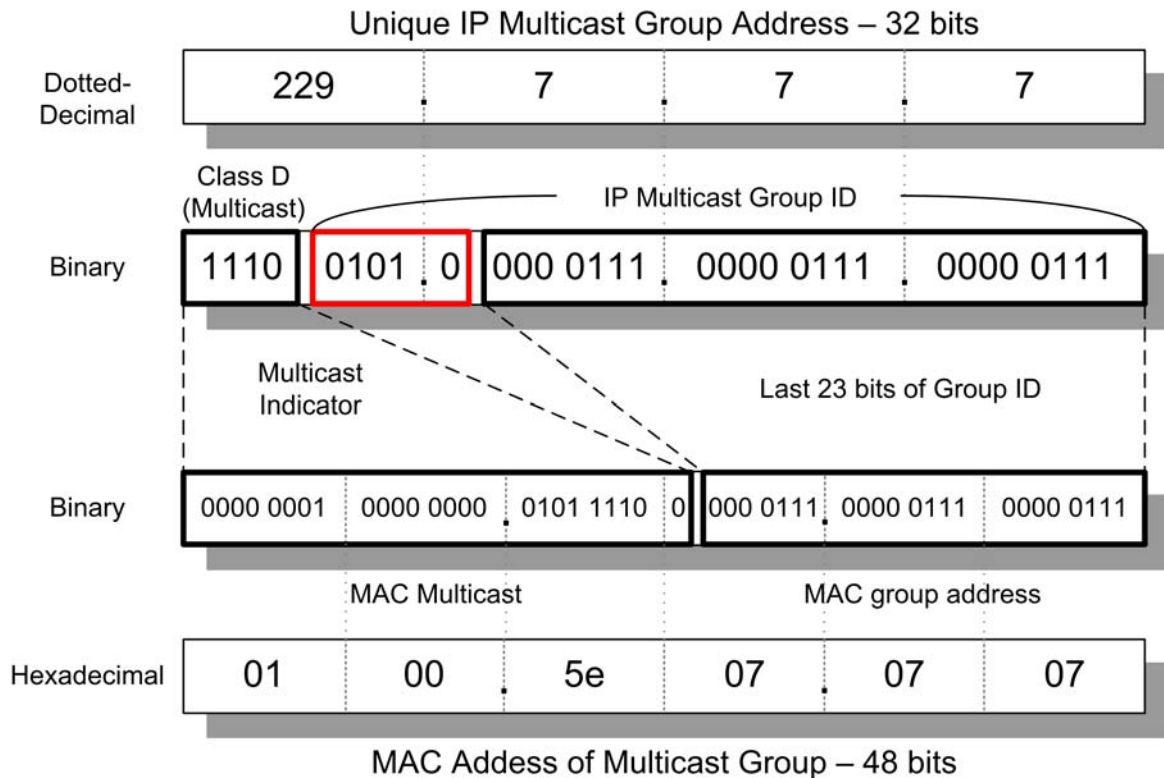 Unique IP Multicast Group Address – 32 bits
Dotted-
Decimal
229 . 7 . 7 . 7
Class D
(Multicast)
IP Multicast Group ID
Binary
1110 0101 . 0 000 0111 . 0000 0111 . 0000 0111
Multicast
Indicator
Last 23 bits of Group ID
Binary
0000 0001 0000 0000 . 0101 1110 0 000 0111 . 0000 0111 0000 0111
MAC Multicast
MAC group address
Hexadecimal
01 00 . 5e 07 . 07 07
MAC Addess of Multicast Group – 48 bits